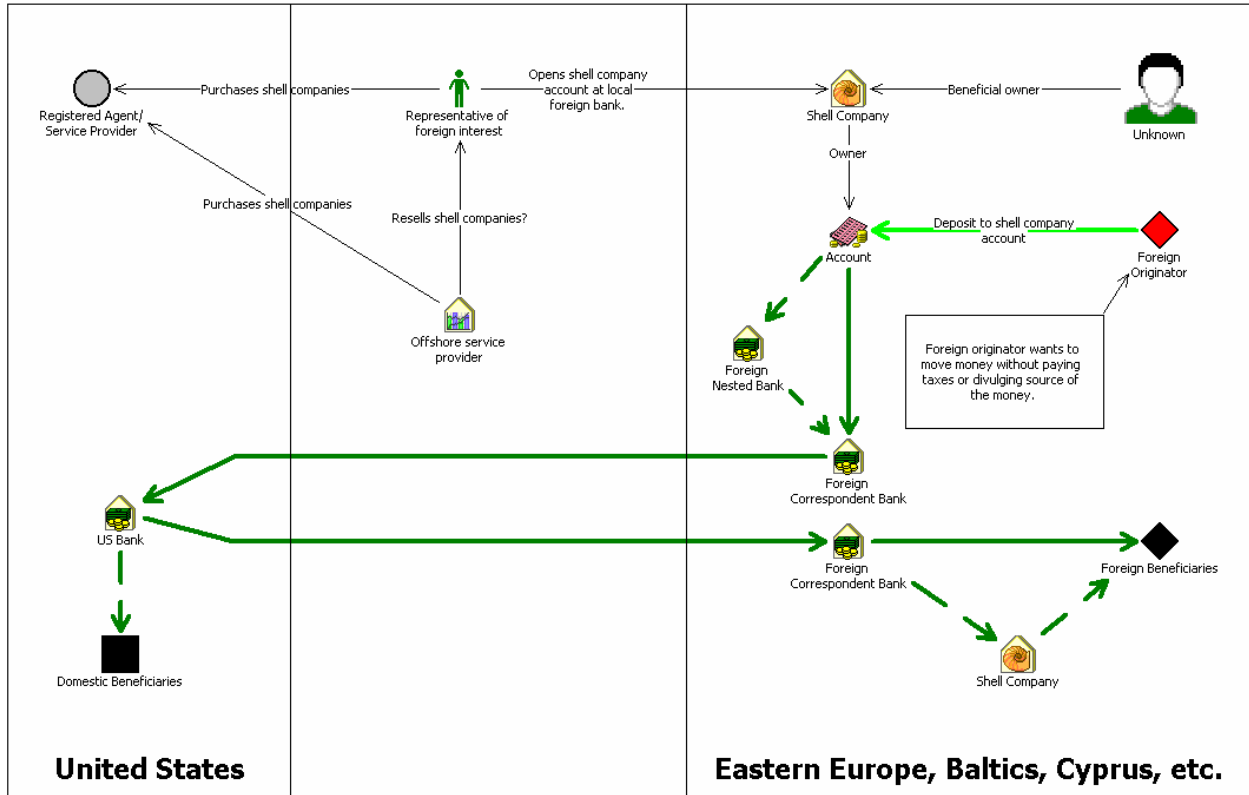 Purchases shell companies
Opens shell company
account at local
foreign bank.
Beneficial owner
Registered Agent/
Service Provider
Representative of
foreign interest
Shell Company
Unknown
Owner
Purchases shell companies
Resells shell companies?
Deposit to shell company
account
Account
Foreign
Originator
Offshore service
provider
Foreign
Nested Bank
Foreign originator wants to
move money without paying
taxes or divulging source of
the money.
Foreign
Correspondent Bank
US Bank
Foreign
Correspondent Bank
Foreign Beneficiaries
Domestic Beneficiaries
Shell Company
United States
Eastern Europe, Baltics, Cyprus, etc.